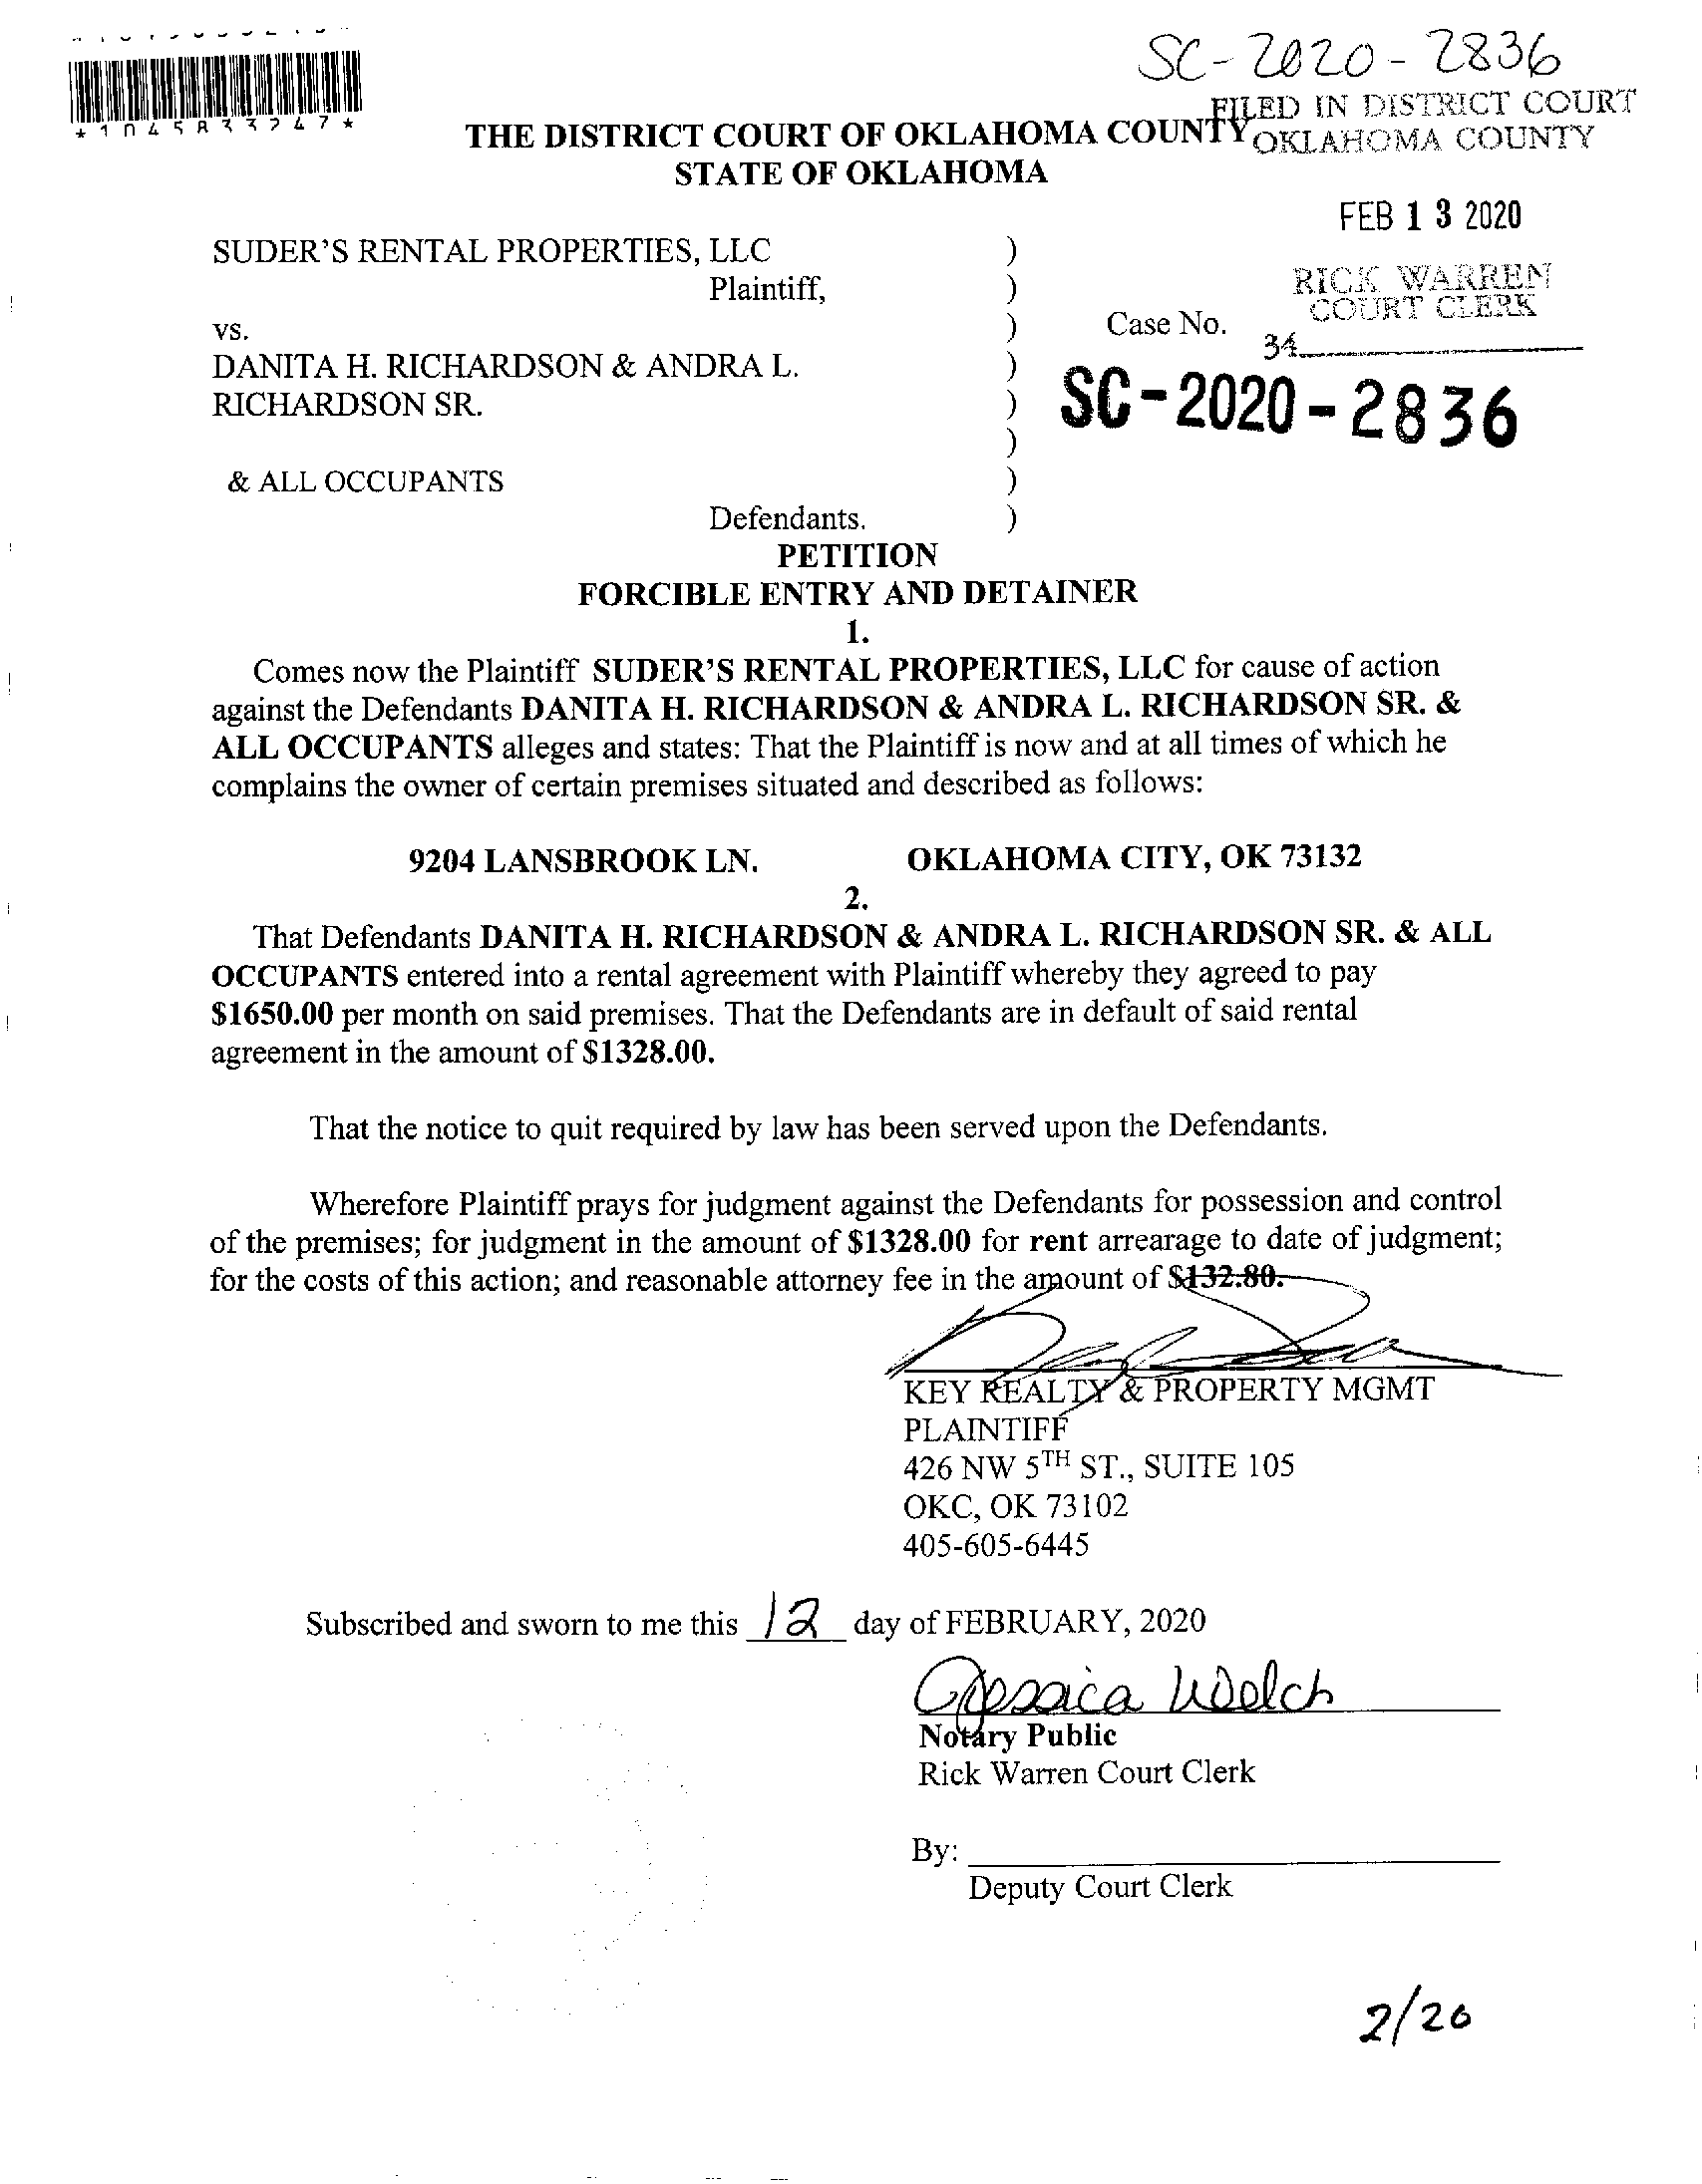 SC-2020-2836
*1045833247*
FILED IN DISTRICT COURT
OKLAHOMA COUNTY
THE DISTRICT COURT OF OKLAHOMA COUNTY
STATE OF OKLAHOMA
FEB 13 2020
RICK WARREN
COURT CLERK
SUDER'S RENTAL PROPERTIES, LLC )
Plaintiff, )
vs. ) Case No.
34
DANITA H. RICHARDSON & ANDRA L. )
RICHARDSON SR. ) SC-2020-2836
)
& ALL OCCUPANTS )
Defendants. )
PETITION
FORCIBLE ENTRY AND DETAINER
1.
Comes now the Plaintiff SUDER'S RENTAL PROPERTIES, LLC for cause of action
against the Defendants DANITA H. RICHARDSON & ANDRA L. RICHARDSON SR. &
ALL OCCUPANTS alleges and states: That the Plaintiff is now and at all times of which he
complains the owner of certain premises situated and described as follows:
9204 LANSBROOK LN. OKLAHOMA CITY, OK 73132
2.
That Defendants DANITA H. RICHARDSON & ANDRA L. RICHARDSON SR. & ALL
OCCUPANTS entered into a rental agreement with Plaintiff whereby they agreed to pay
$1650.00 per month on said premises. That the Defendants are in default of said rental
agreement in the amount of $1328.00.
That the notice to quit required by law has been served upon the Defendants.
Wherefore Plaintiff prays for judgment against the Defendants for possession and control
of the premises; for judgment in the amount of $1328.00 for rent arrearage to date of judgment;
for the costs of this action; and reasonable attorney fee in the amount of $132.80.
KEY REALTY & PROPERTY MGMT
PLAINTIFF
426 NW 5TH ST., SUITE 105
OKC, OK 73102
405-605-6445
Subscribed and sworn to me this 12 day of FEBRUARY, 2020
Jessica Welch
Notary Public
Rick Warren Court Clerk
By:
Deputy Court Clerk
2/20